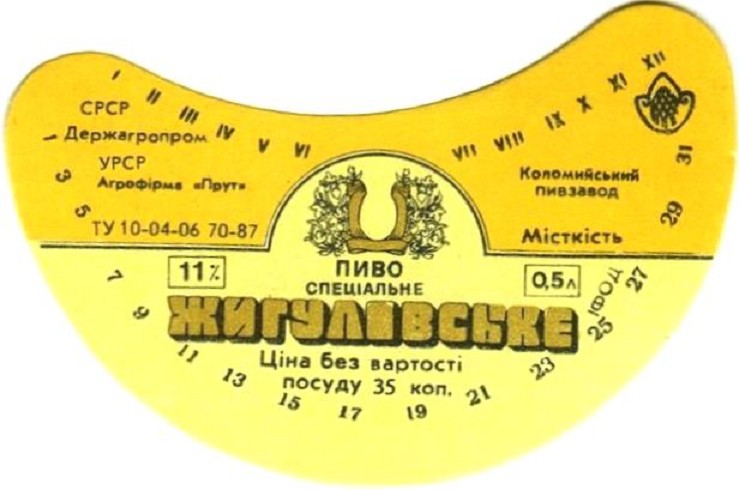 I II III IV V VI VII VIII IX X XI XII
СРСР
Держагропром
УРСР
Агрофірма «Прут»
ТУ 10-04-06 70-87
Коломийський
пивзавод
Місткість
11%
0,5л
ПИВО
СПЕЦІАЛЬНЕ
ЖИГУЛІВСЬКЕ
Ціна без вартості
посуду 35 коп.
1 3 5 7 9 11 13 15 17 19 21 23 25 27 29 31
ІФОД